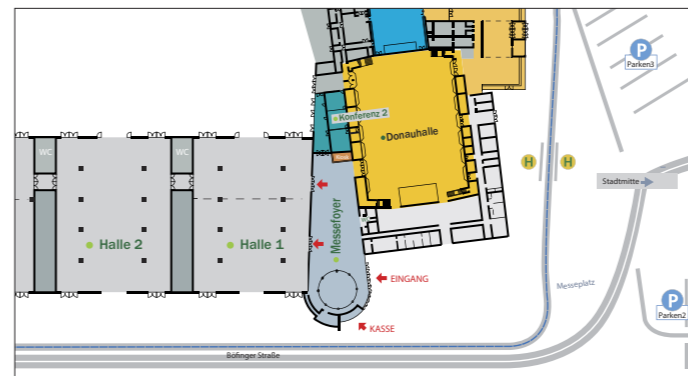 P
Parken3
Konferenz 2
Donauhalle
WC
WC
H
H
Stadtmitte
Halle 2
Halle 1
Messefoyer
EINGANG
Messeplatz
P
Parken2
KASSE
Böfinger Straße